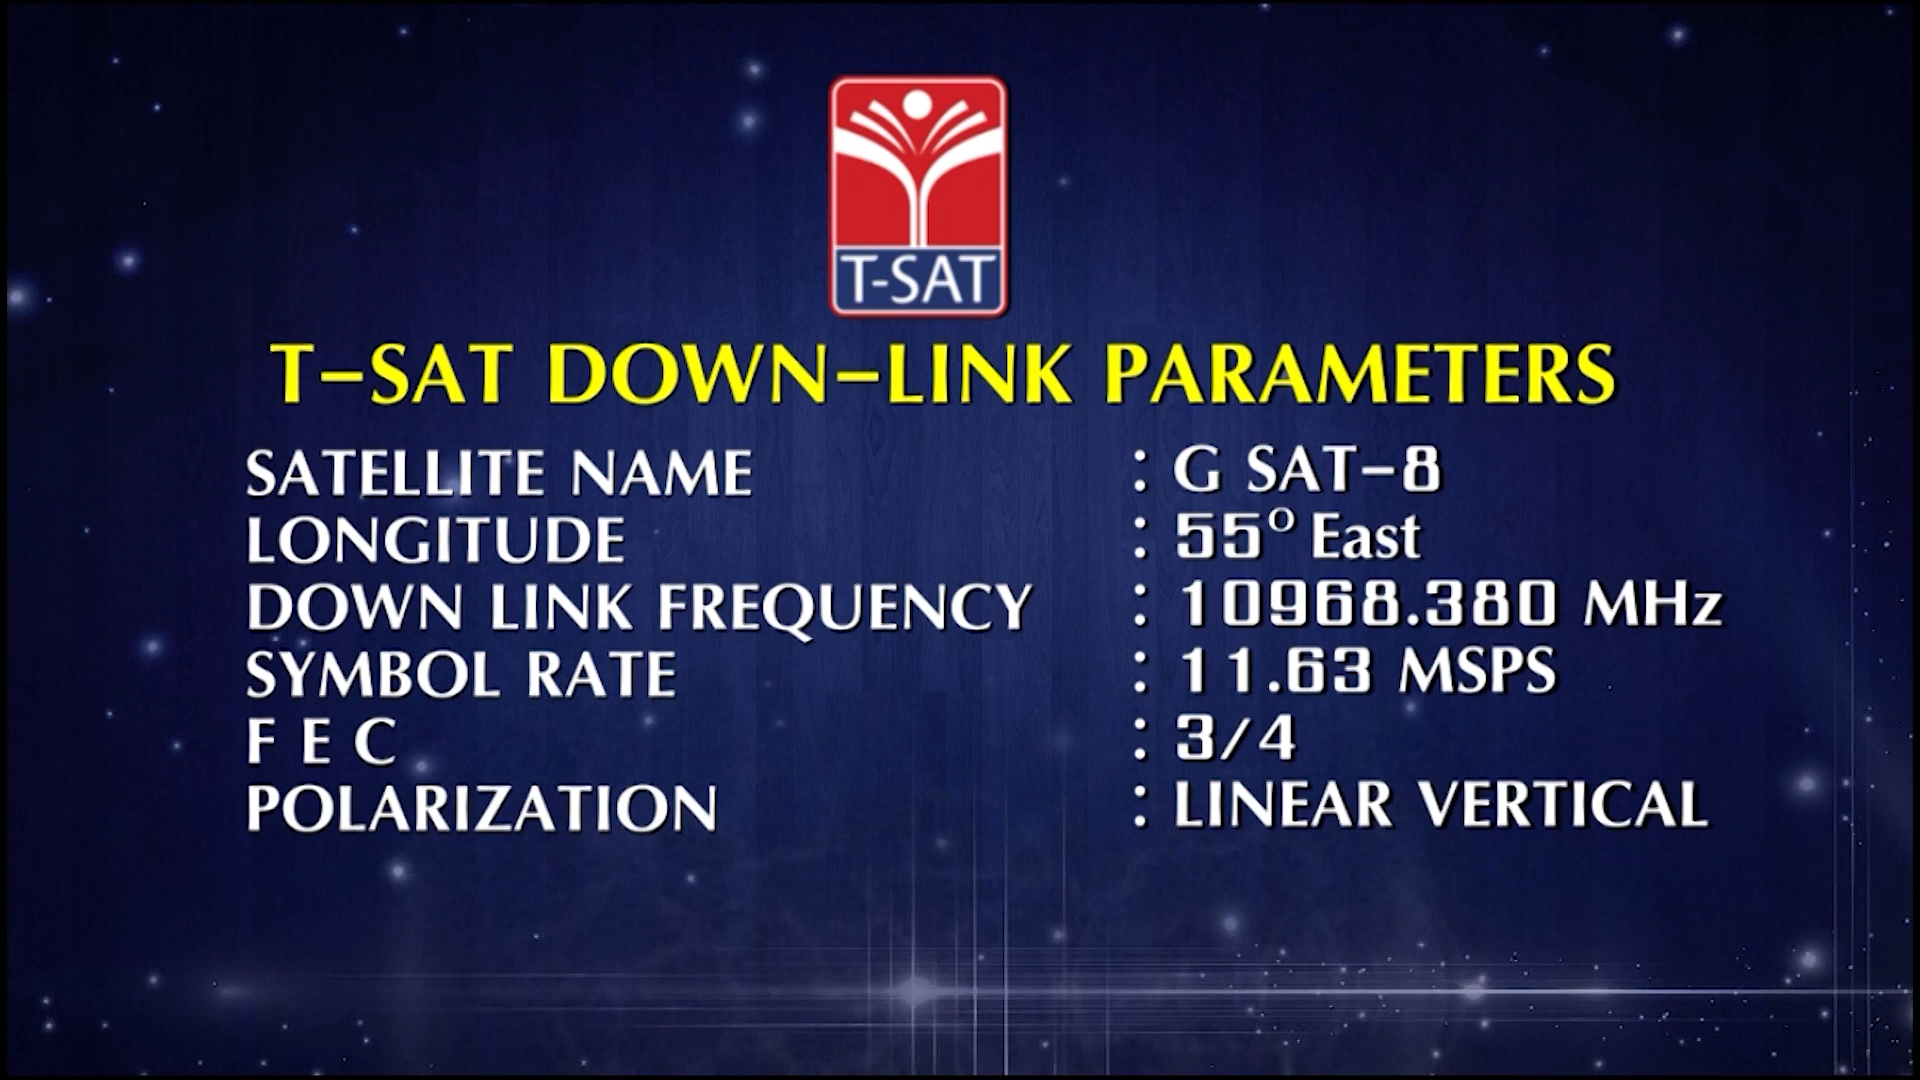 T-SAT
T-SAT DOWN-LINK PARAMETERS
SATELLITE NAME : G SAT-8
LONGITUDE : 55° East
DOWN LINK FREQUENCY : 10968.380 MHz
SYMBOL RATE : 11.63 MSPS
F E C : 3/4
POLARIZATION : LINEAR VERTICAL